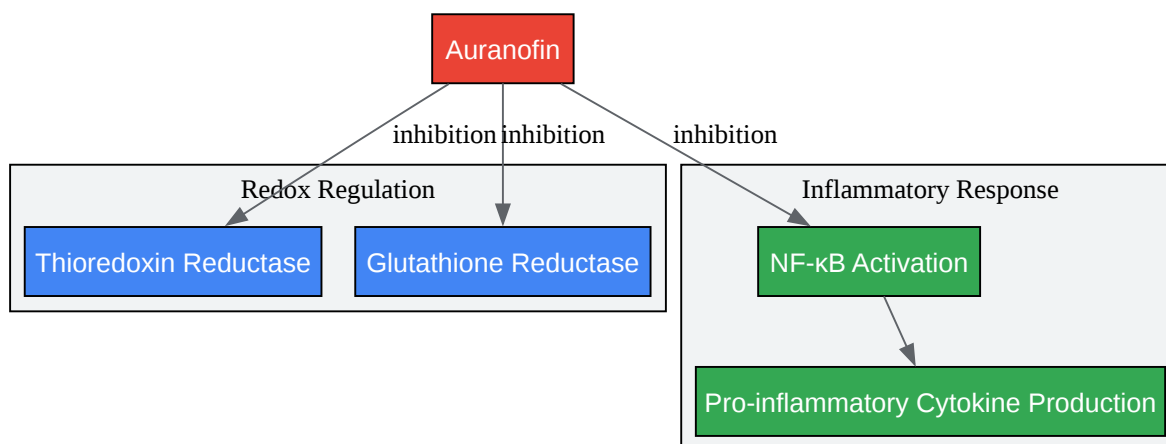 Auranofin
inhibition
inhibition
inhibition
Redox Regulation
Inflammatory Response
Thioredoxin Reductase
Glutathione Reductase
NF-κB Activation
Pro-inflammatory Cytokine Production